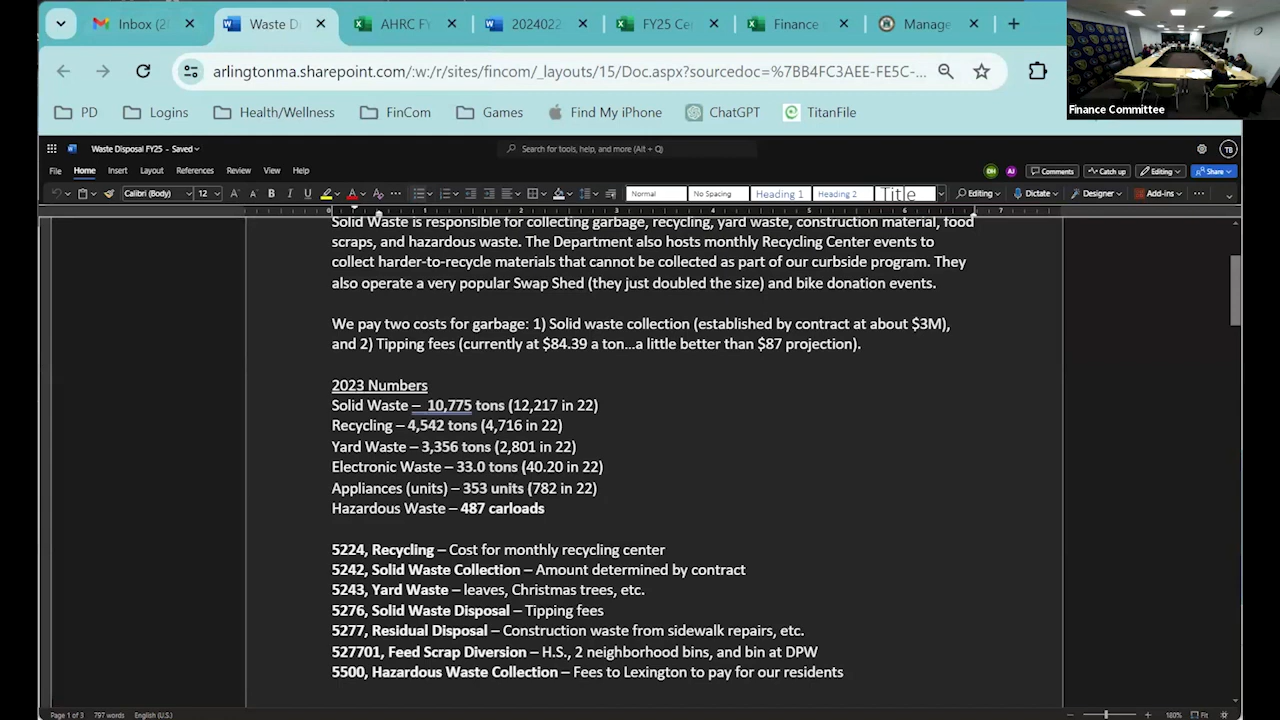 Inbox (2
Waste D
AHRC FY
2024022
FY25 Ce
Finance
Manage
arlingtonma.sharepoint.com/:w:/r/sites/fincom/_layouts/15/Doc.aspx?sourcedoc=%7BB4FC3AEE-FE5C-...
PD
Logins
Health/Wellness
FinCom
Games
Find My iPhone
ChatGPT
TitanFile
Finance Committee
Waste Disposal FY25 - Saved
Search for tools, help, and more (Alt + Q)
TB
File
Home
Insert
Layout
References
Review
View
Help
DH
AJ
Comments
Catch up
Editing
Share
Calibri (Body)
12
Normal
No Spacing
Heading 1
Heading 2
Title
Editing
Dictate
Designer
Add-ins
Solid Waste is responsible for collecting garbage, recycling, yard waste, construction material, food
scraps, and hazardous waste. The Department also hosts monthly Recycling Center events to
collect harder-to-recycle materials that cannot be collected as part of our curbside program. They
also operate a very popular Swap Shed (they just doubled the size) and bike donation events.
We pay two costs for garbage: 1) Solid waste collection (established by contract at about $3M),
and 2) Tipping fees (currently at $84.39 a ton...a little better than $87 projection).
2023 Numbers
Solid Waste – 10,775 tons (12,217 in 22)
Recycling – 4,542 tons (4,716 in 22)
Yard Waste – 3,356 tons (2,801 in 22)
Electronic Waste – 33.0 tons (40.20 in 22)
Appliances (units) – 353 units (782 in 22)
Hazardous Waste – 487 carloads
5224, Recycling – Cost for monthly recycling center
5242, Solid Waste Collection – Amount determined by contract
5243, Yard Waste – leaves, Christmas trees, etc.
5276, Solid Waste Disposal – Tipping fees
5277, Residual Disposal – Construction waste from sidewalk repairs, etc.
527701, Feed Scrap Diversion – H.S., 2 neighborhood bins, and bin at DPW
5500, Hazardous Waste Collection – Fees to Lexington to pay for our residents
Page 1 of 3
797 words
English (U.S.)
180%
Fit